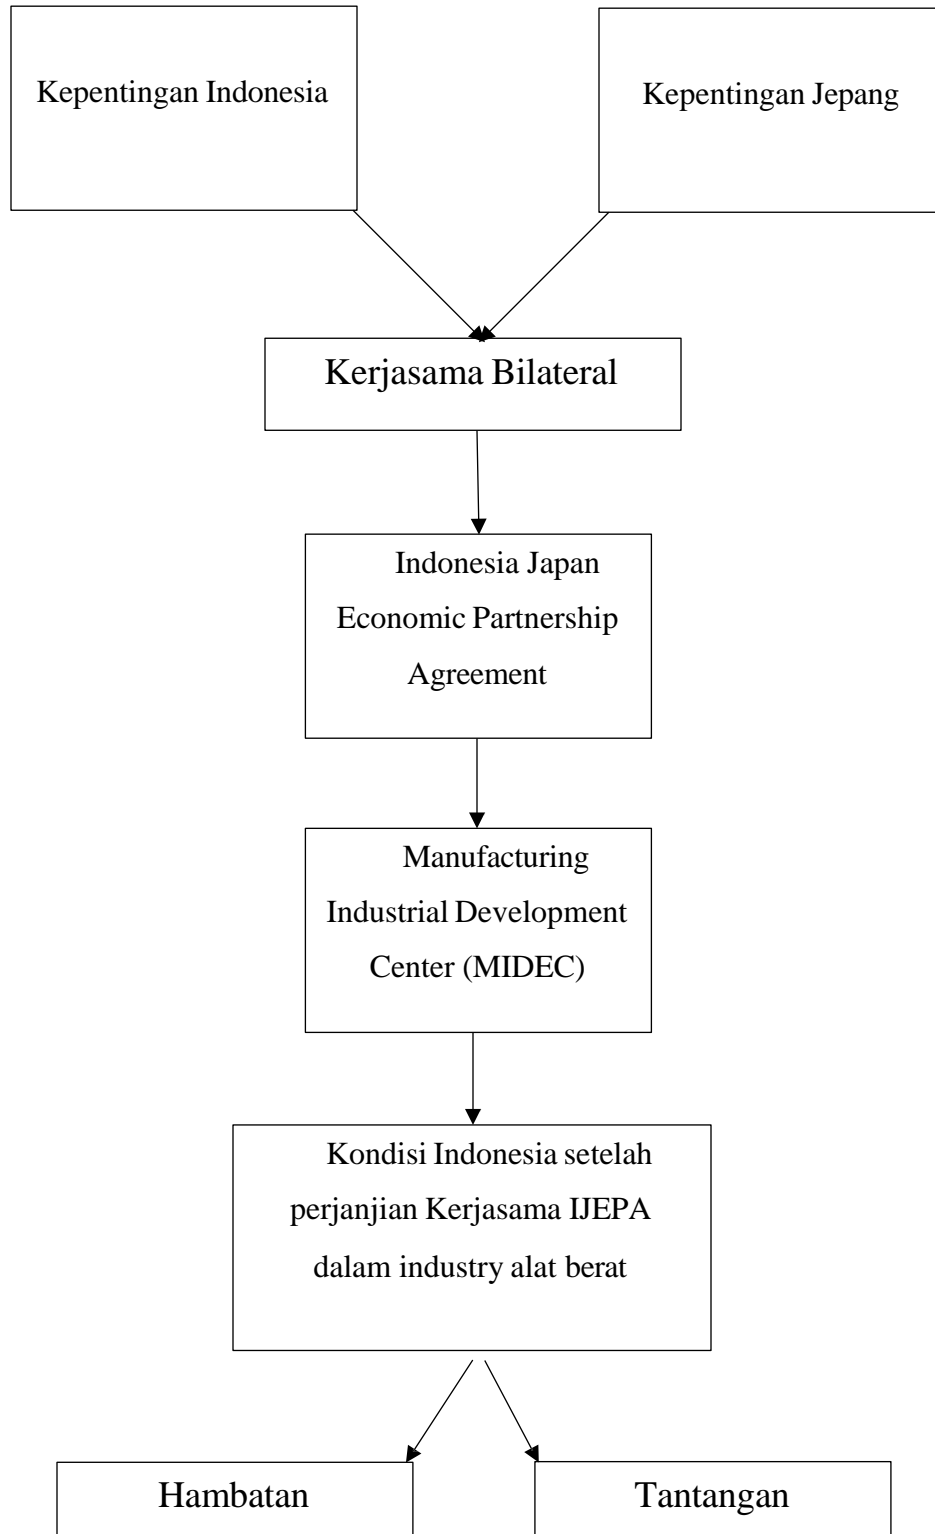 Kepentingan Indonesia
Kepentingan Jepang
Kerjasama Bilateral
Indonesia Japan
Economic Partnership
Agreement
Manufacturing
Industrial Development
Center (MIDEC)
Kondisi Indonesia setelah
perjanjian Kerjasama IJEPA
dalam industry alat berat
Hambatan
Tantangan